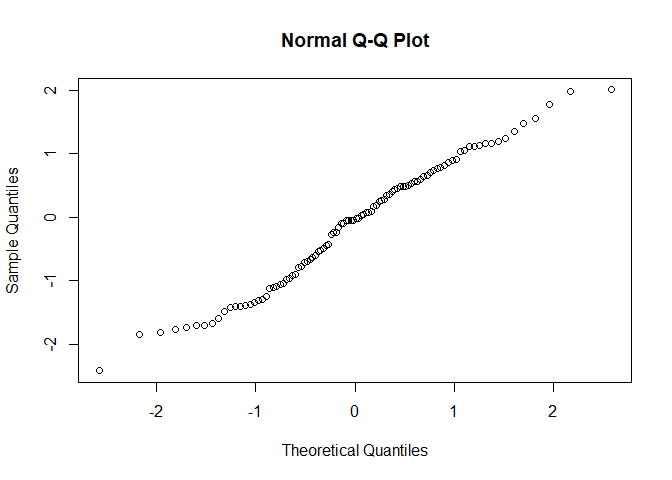 Normal Q-Q Plot
Sample Quantiles
2
1
0
-1
-2
-2 -1 0 1 2
Theoretical Quantiles